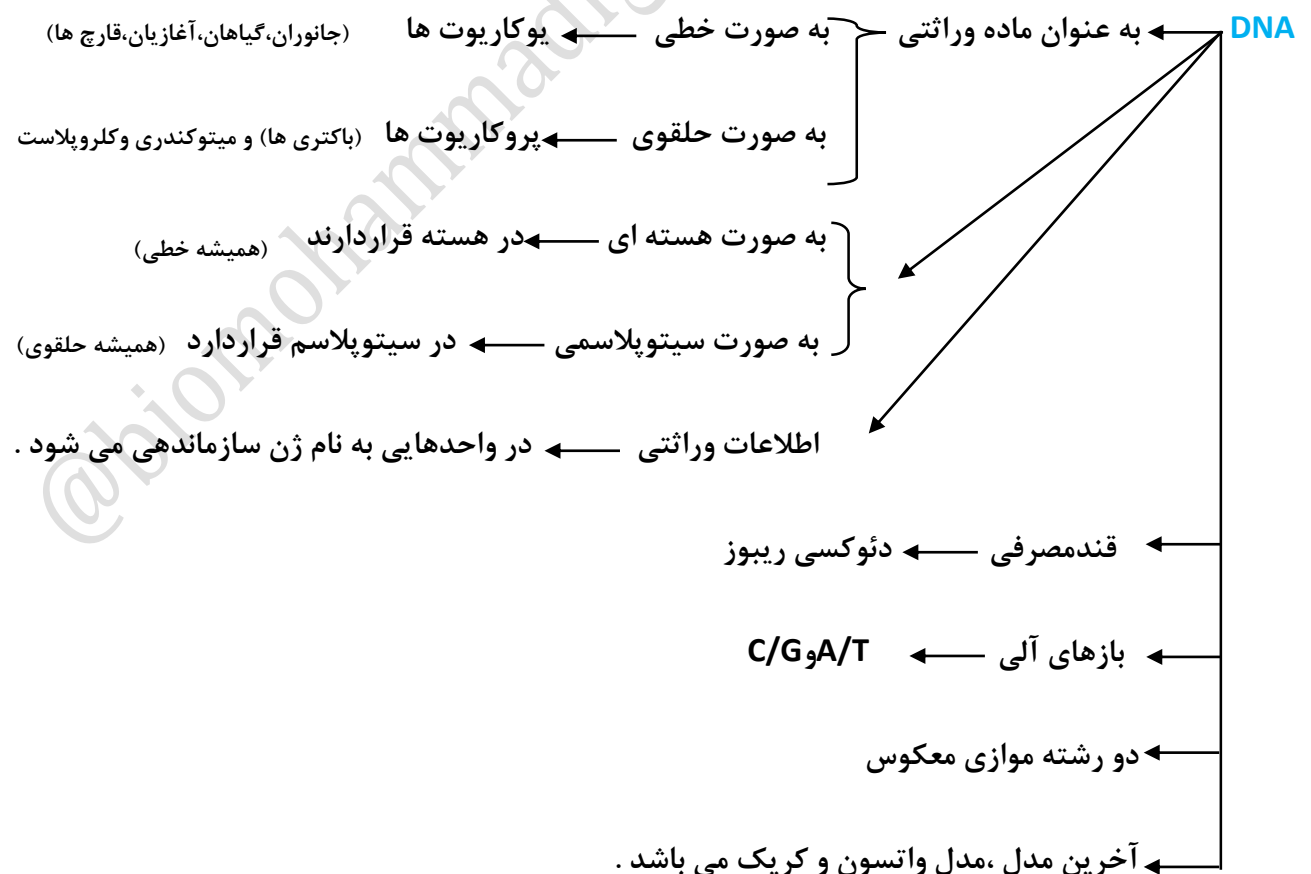 DNA به عنوان ماده وراثتی به صورت خطی یوکاریوت ها (جانوران،گیاهان،آغازیان،قارچ ها)
به صورت حلقوی پروکاریوت ها (باکتری ها) و میتوکندری وکلروپلاست
به صورت هسته ای در هسته قراردارند (همیشه خطی)
به صورت سیتوپلاسمی در سیتوپلاسم قراردارد (همیشه حلقوی)
اطلاعات وراثتی در واحدهایی به نام ژن سازماندهی می شود .
قندمصرفی دئوکسی ریبوز
بازهای آلی A/TوC/G
دو رشته موازی معکوس
آخرین مدل ،مدل واتسون و کریک می باشد .